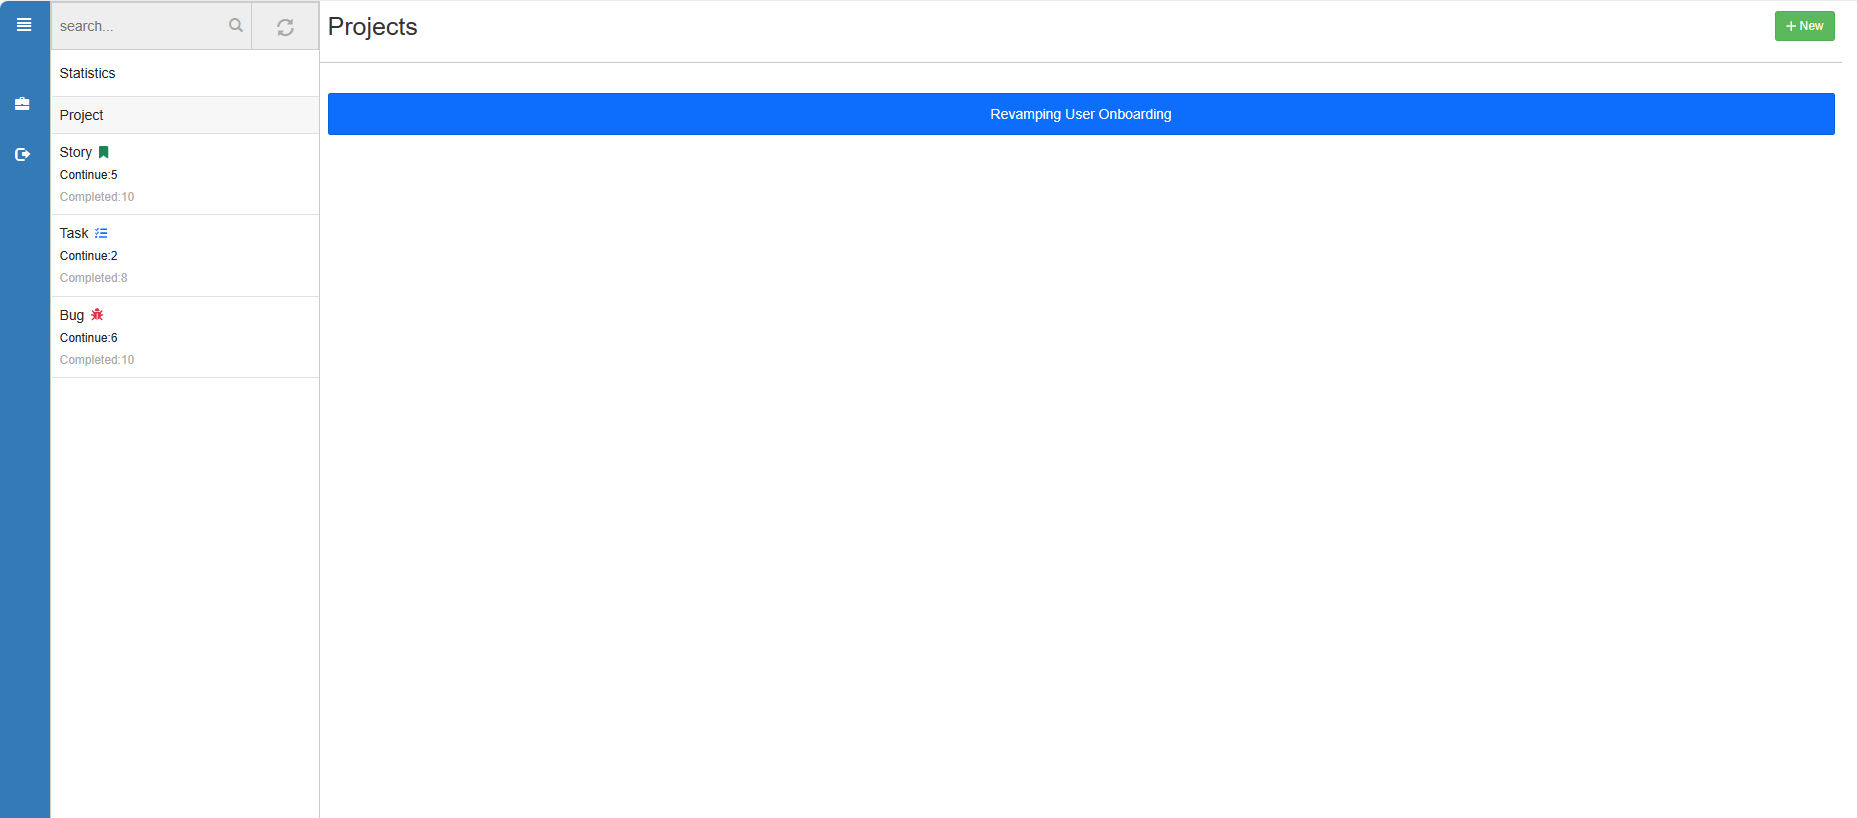 search...
Statistics
Project
Story
Continue:5
Completed:10
Task
Continue:2
Completed:8
Bug
Continue:6
Completed:10
Projects
New
Revamping User Onboarding